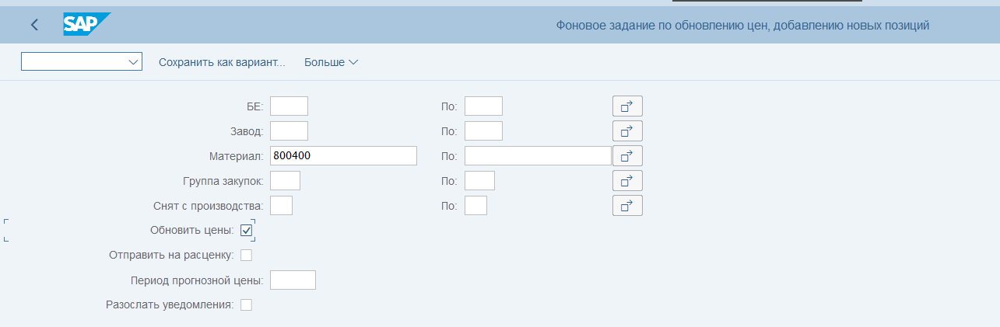 SAP
Фоновое задание по обновлению цен, добавлению новых позиций
Сохранить как вариант... Больше
БЕ: По:
Завод: По:
Материал: 800400 По:
Группа закупок: По:
Снят с производства: По:
Обновить цены:
Отправить на расценку:
Период прогнозной цены:
Разослать уведомления: